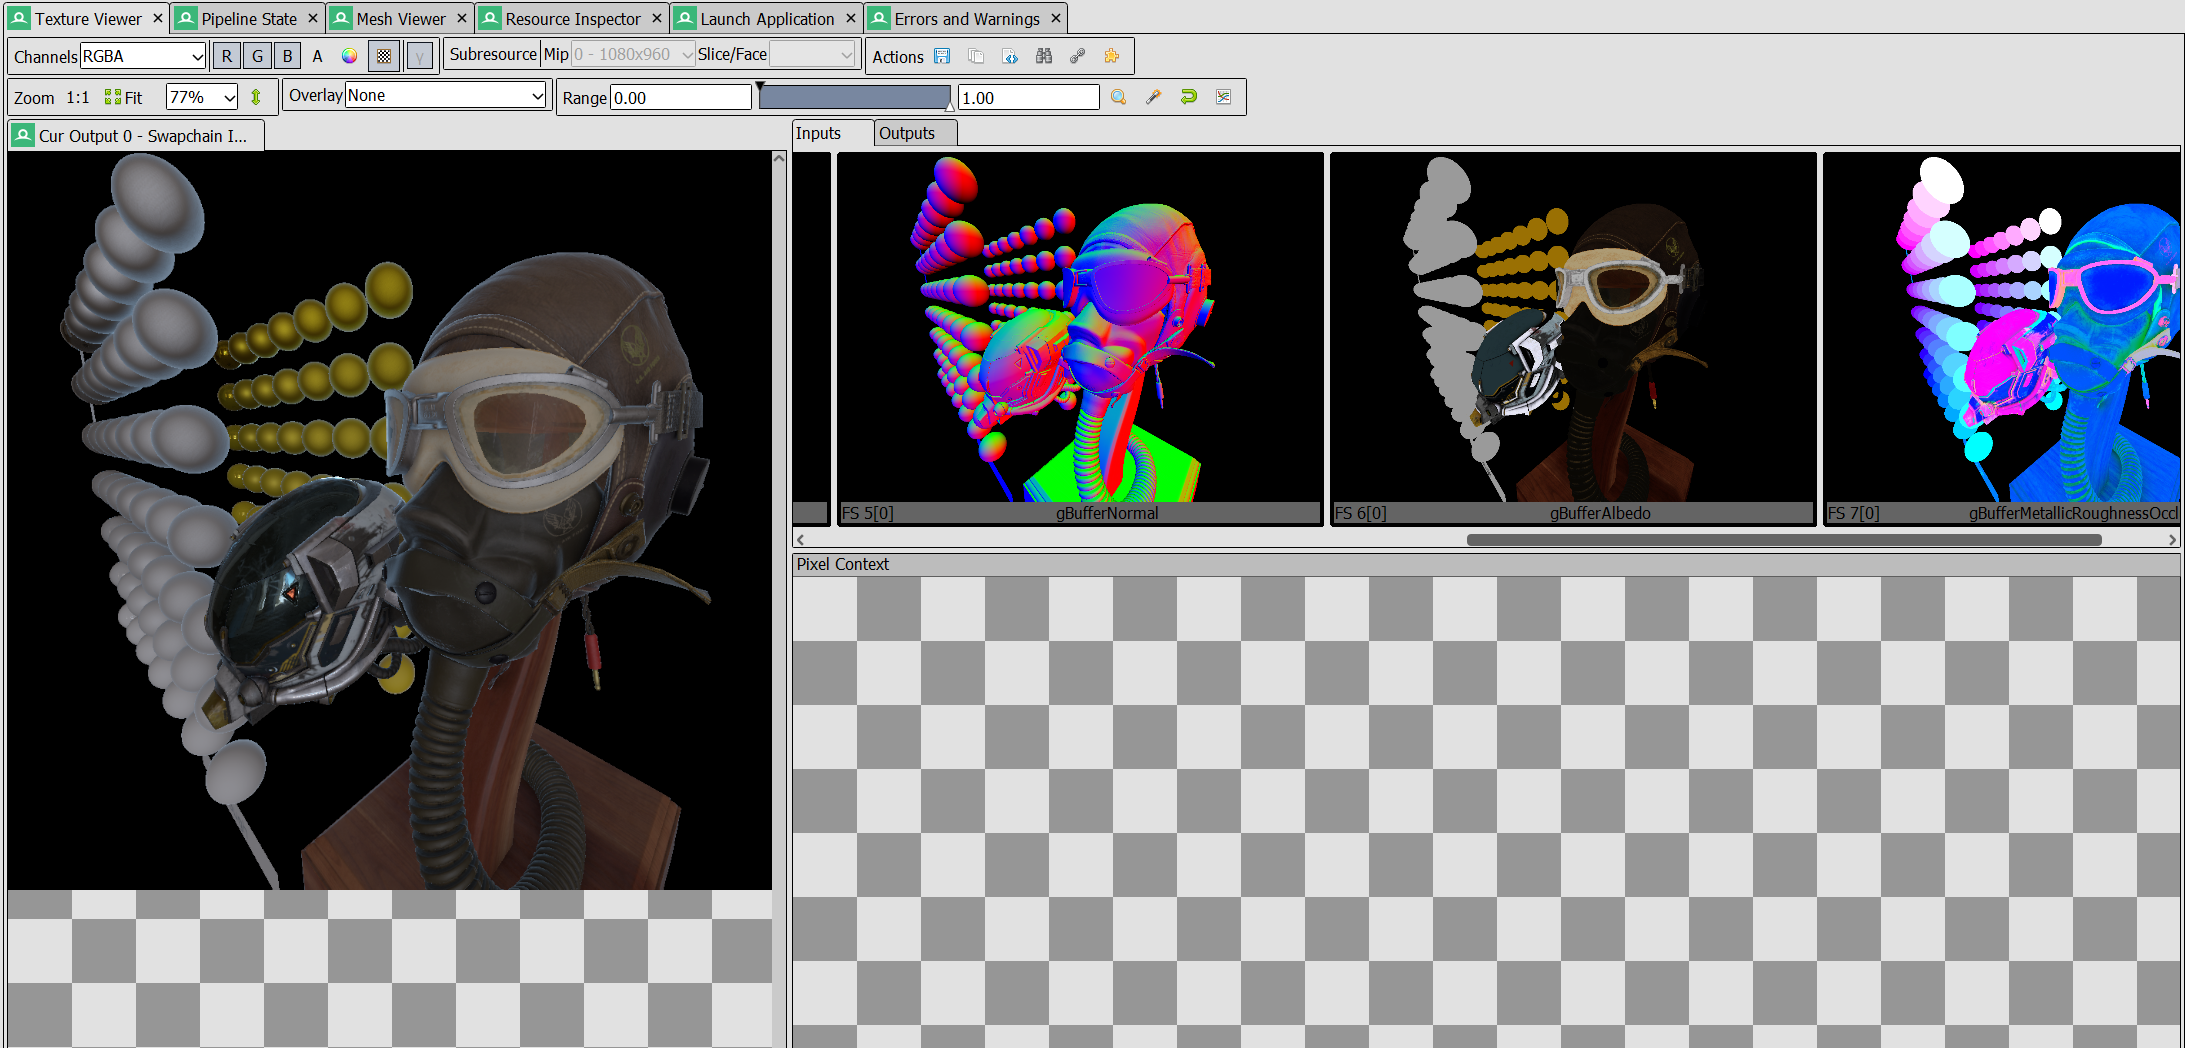 Texture Viewer × Pipeline State × Mesh Viewer × Resource Inspector × Launch Application × Errors and Warnings ×
Channels RGBA R G B A γ Subresource Mip 0 - 1080x960 Slice/Face Actions
Zoom 1:1 Fit 77% Overlay None Range 0.00 1.00
Cur Output 0 - Swapchain I...
Inputs Outputs
FS 5[0] gBufferNormal
FS 6[0] gBufferAlbedo
FS 7[0] gBufferMetallicRoughnessOccl
Pixel Context